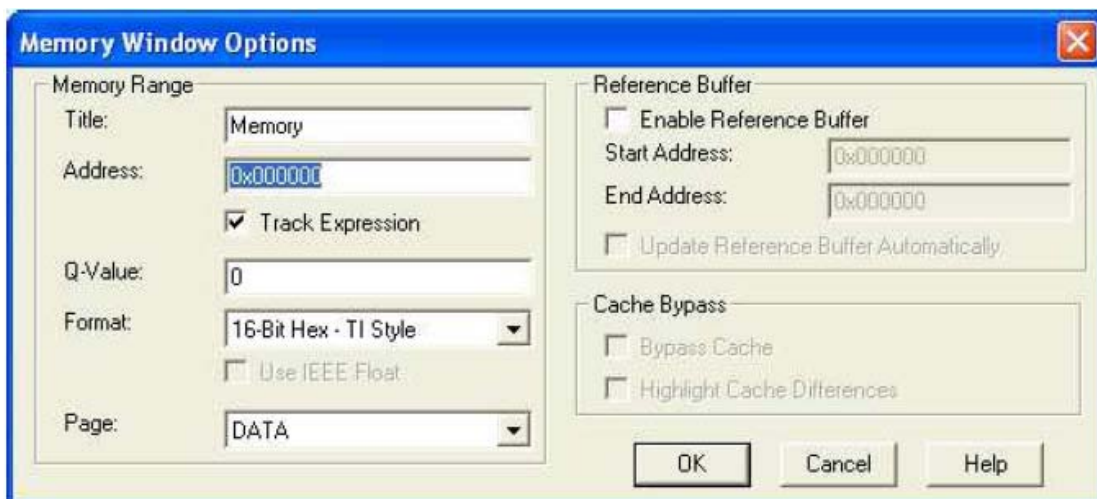 Memory Window Options
Memory Range
Title:
Memory
Address:
0x000000
Track Expression
Q-Value:
0
Format:
16-Bit Hex - TI Style
Use IEEE Float
Page:
DATA
Reference Buffer
Enable Reference Buffer
Start Address:
0x000000
End Address:
0x000000
Update Reference Buffer Automatically
Cache Bypass
Bypass Cache
Highlight Cache Differences
OK
Cancel
Help